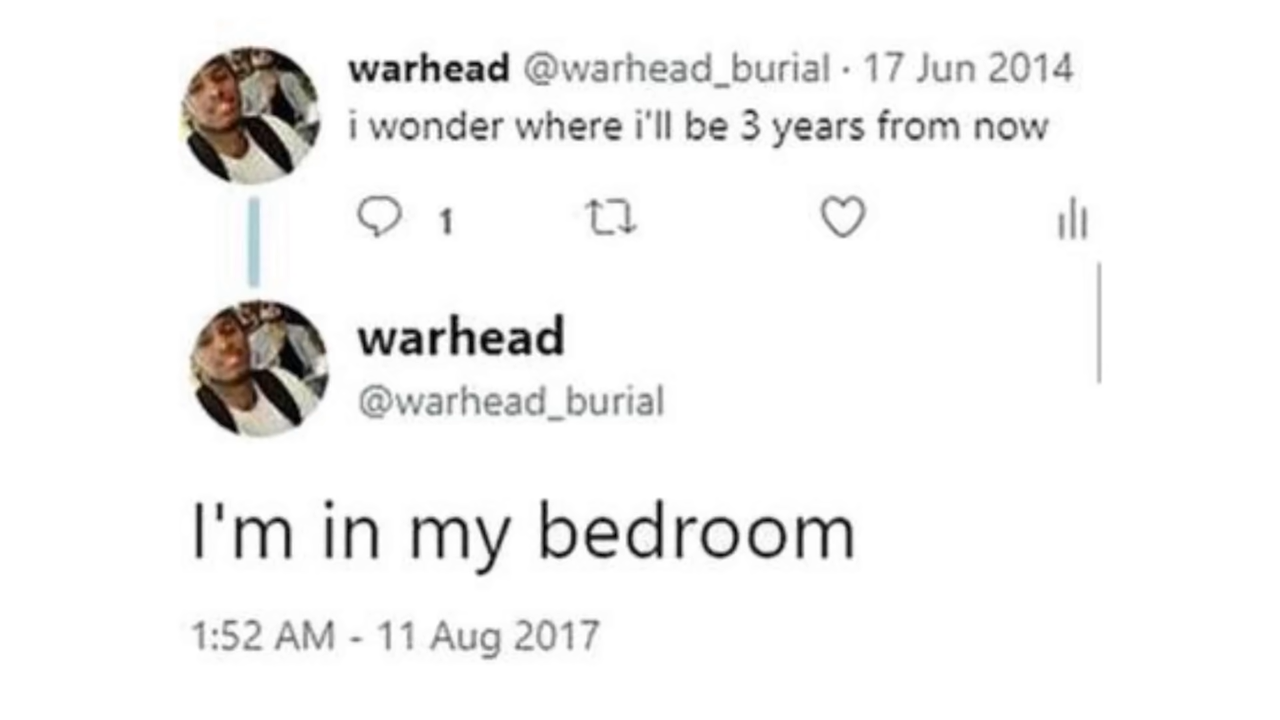 warhead @warhead_burial · 17 Jun 2014
i wonder where i'll be 3 years from now
1
warhead
@warhead_burial
I'm in my bedroom
1:52 AM - 11 Aug 2017